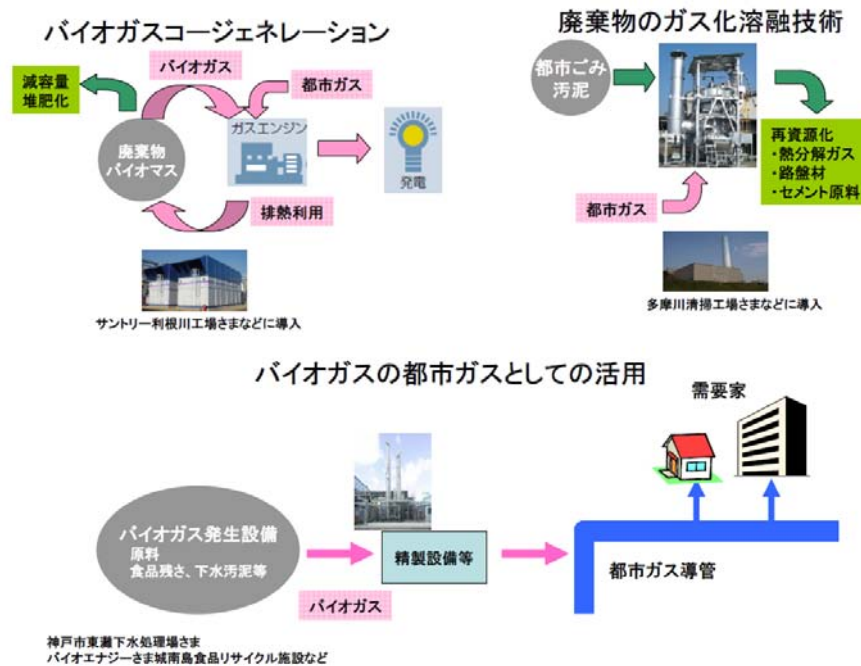 バイオガスコージェネレーション
バイオガス
減容量
堆肥化
都市ガス
ガスエンジン
廃棄物
バイオマス
発電
排熱利用
サントリー利根川工場さまなどに導入
廃棄物のガス化溶融技術
都市ごみ
汚泥
再資源化
・熱分解ガス
・路盤材
・セメント原料
都市ガス
多摩川清掃工場さまなどに導入
バイオガスの都市ガスとしての活用
需要家
バイオガス発生設備
原料
食品残さ、下水汚泥等
精製設備等
バイオガス
都市ガス導管
神戸市東灘下水処理場さま
バイオエナジーさま城南島食品リサイクル施設など